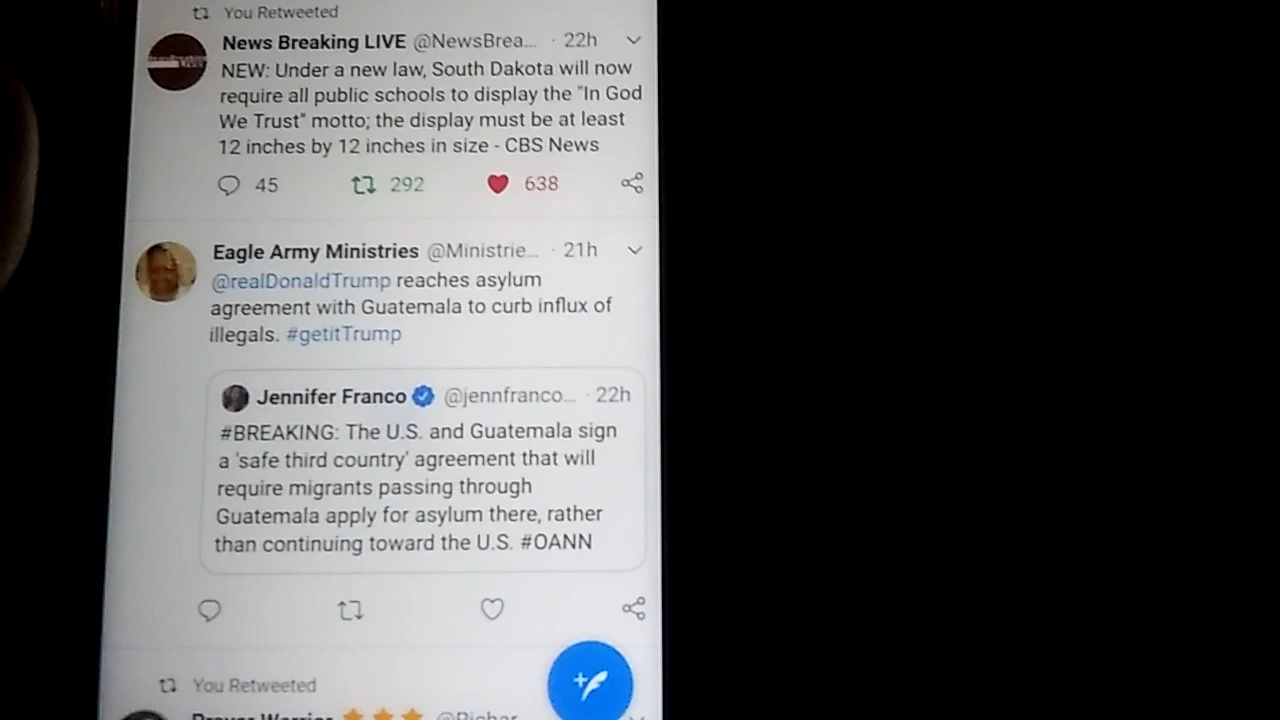 You Retweeted
News Breaking LIVE @NewsBrea... · 22h
NEW: Under a new law, South Dakota will now
require all public schools to display the "In God
We Trust" motto; the display must be at least
12 inches by 12 inches in size - CBS News
45 292 638
Eagle Army Ministries @Ministrie... · 21h
@realDonaldTrump reaches asylum
agreement with Guatemala to curb influx of
illegals. #getitTrump
Jennifer Franco @jennfranco... · 22h
#BREAKING: The U.S. and Guatemala sign
a 'safe third country' agreement that will
require migrants passing through
Guatemala apply for asylum there, rather
than continuing toward the U.S. #OANN
You Retweeted
Prayer Warrior